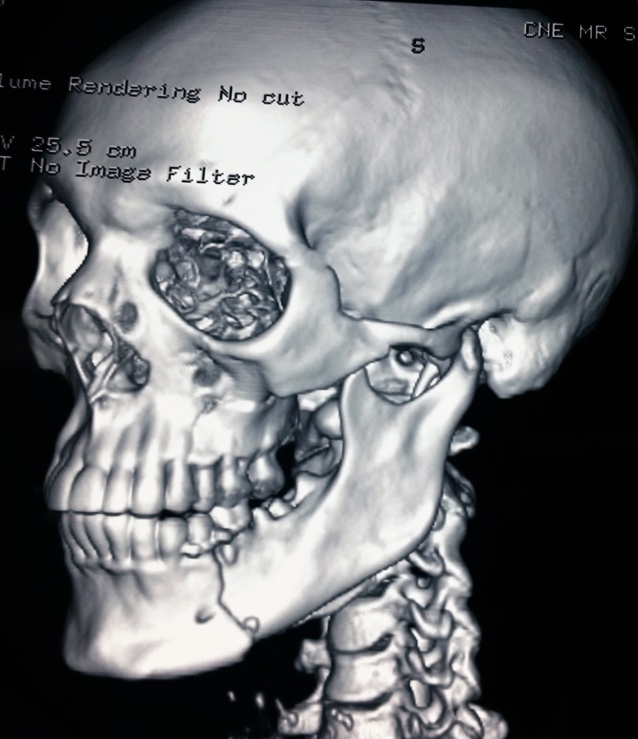 S
CNE MR S
lume Rendering No cut
V 25.5 cm
T No Image Filter